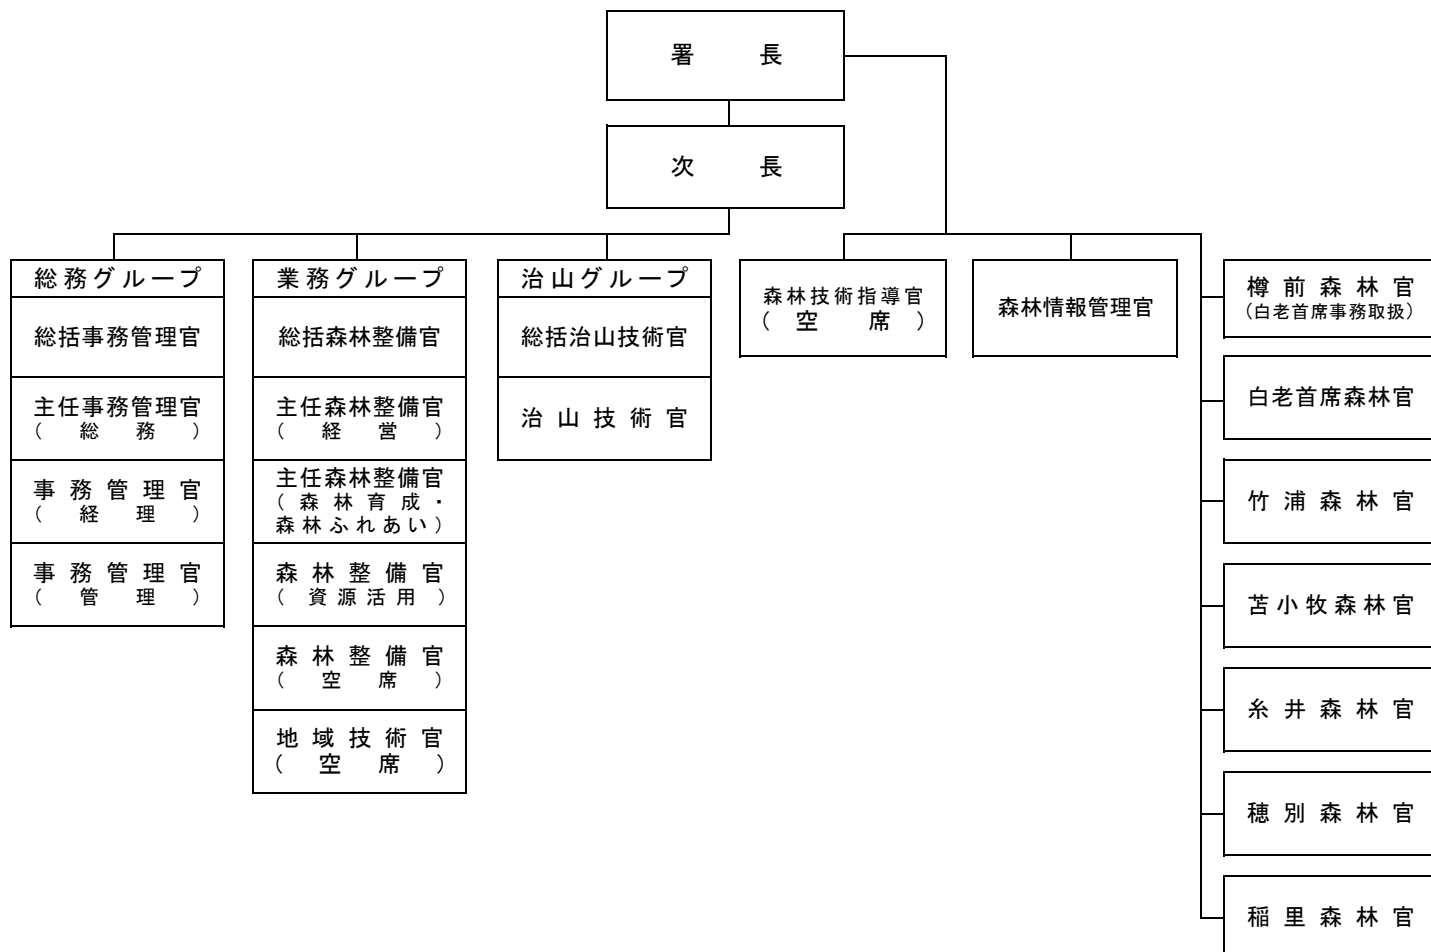 署長
次長
総務グループ
総括事務管理官
主任事務管理官
(総務)
事務管理官
(経理)
事務管理官
(管理)
業務グループ
総括森林整備官
主任森林整備官
(経営)
主任森林整備官
(森林育成・
森林ふれあい)
森林整備官
(資源活用)
森林整備官
(空席)
地域技術官
(空席)
治山グループ
総括治山技術官
治山技術官
森林技術指導官
(空席)
森林情報管理官
樽前森林官
(白老首席事務取扱)
白老首席森林官
竹浦森林官
苫小牧森林官
糸井森林官
穂別森林官
稲里森林官